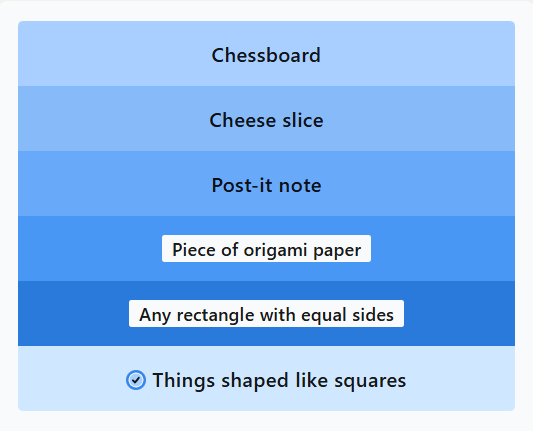 Chessboard
Cheese slice
Post-it note
Piece of origami paper
Any rectangle with equal sides
Things shaped like squares